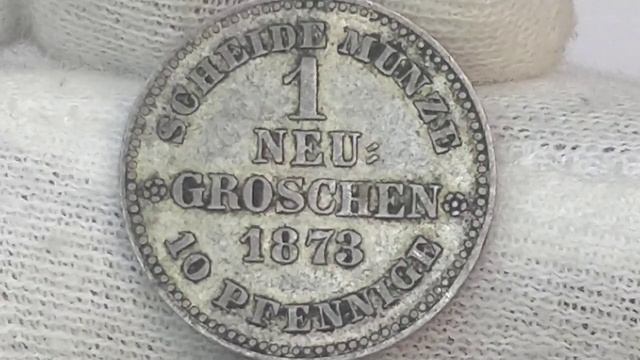 SCHEIDE MÜNZE
1
NEU:
GROSCHEN
1873
10 PFENNIGE